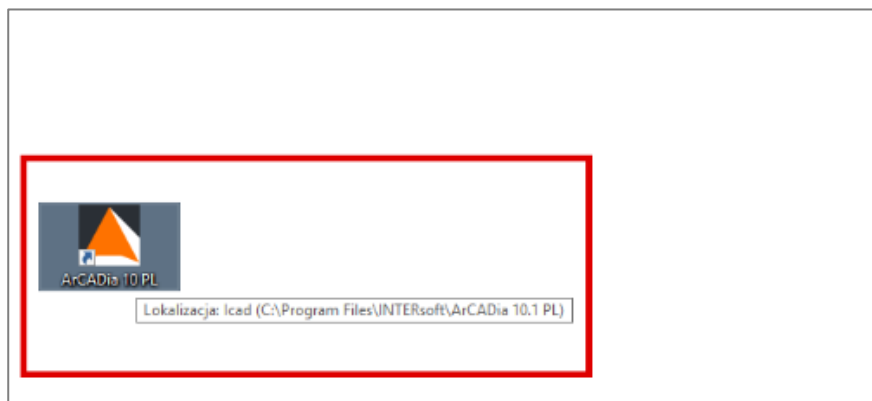 ArCADia 10 PL
Lokalizacja: Icad (C:\Program Files\INTERsoft\ArCADia 10.1 PL)